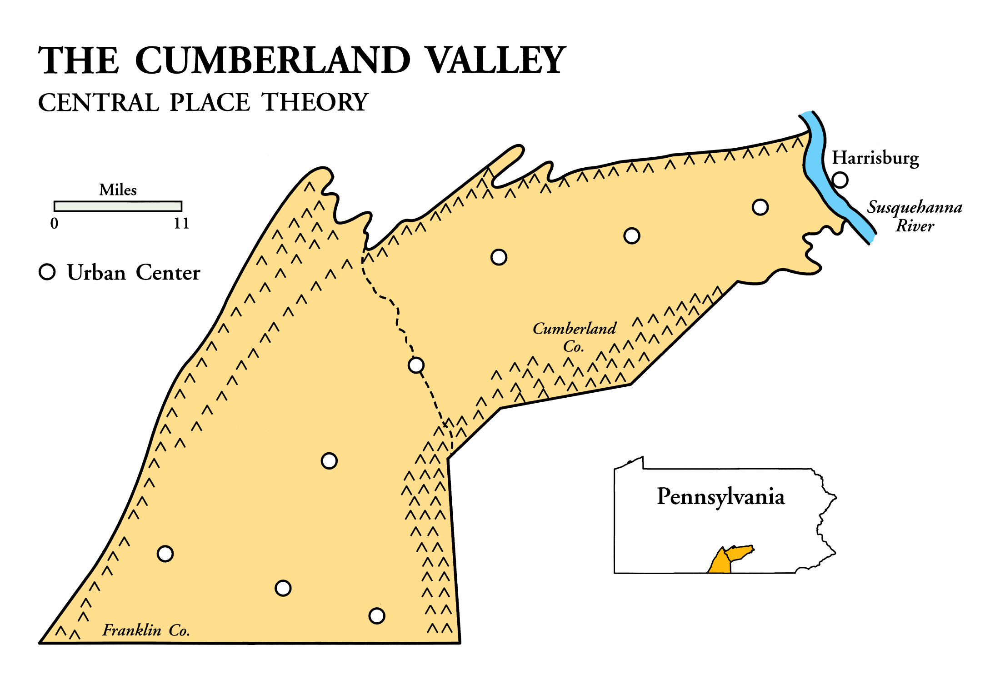 THE CUMBERLAND VALLEY
CENTRAL PLACE THEORY
Miles
0 11
Urban Center
Harrisburg
Susquehanna
River
Cumberland
Co.
Franklin Co.
Pennsylvania